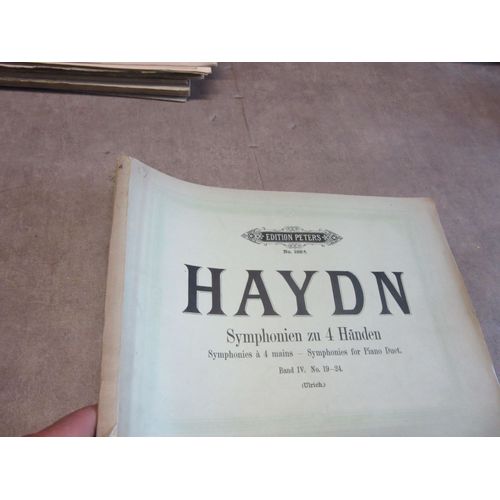 EDITION PETERS
HAYDN
Symphonien zu 4 Händen
Symphonies à 4 mains – Symphonies for Piano Duet.
Band IV. No. 19–24.
(Ulrich.)